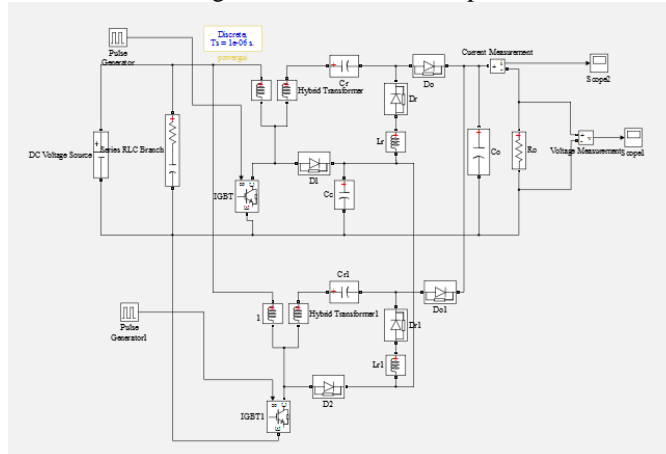 Discrete,
Ts = 1e-06 s.
powergui
Pulse
Generator
Cr
Do
Current Measurement
Scope2
Hybrid Transformer
Dr
Lr
DC Voltage Source
Series RLC Branch
Co
Ro
Voltage Measurement
Scope1
IGBT
D1
Cc
Cr1
Do1
Pulse
Generator1
1
Hybrid Transformer1
Dr1
Lr1
IGBT1
D2